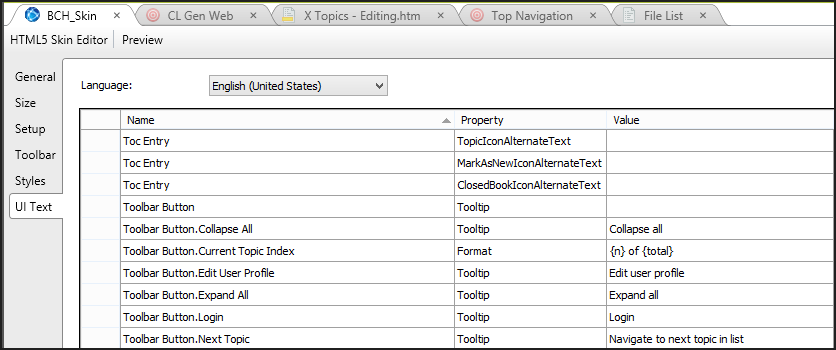 BCH_Skin × CL Gen Web × X Topics - Editing.htm × Top Navigation × File List ×
HTML5 Skin Editor Preview
General
Size
Setup
Toolbar
Styles
UI Text
Language: English (United States)
Name Property Value
Toc Entry TopicIconAlternateText
Toc Entry MarkAsNewIconAlternateText
Toc Entry ClosedBookIconAlternateText
Toolbar Button Tooltip
Toolbar Button.Collapse All Tooltip Collapse all
Toolbar Button.Current Topic Index Format {n} of {total}
Toolbar Button.Edit User Profile Tooltip Edit user profile
Toolbar Button.Expand All Tooltip Expand all
Toolbar Button.Login Tooltip Login
Toolbar Button.Next Topic Tooltip Navigate to next topic in list